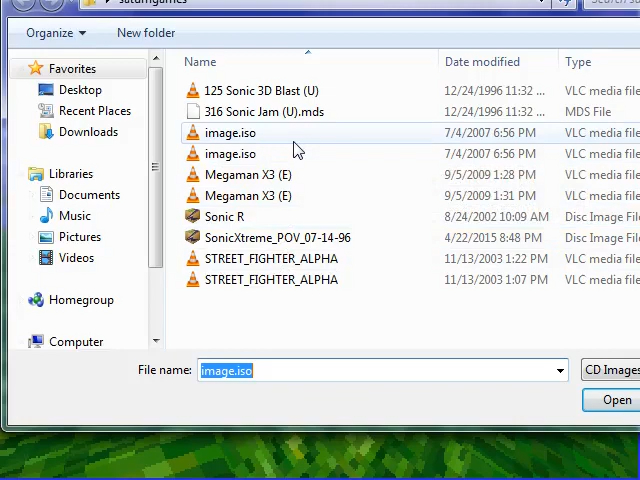 saturngames
Organize New folder
Name Date modified Type
Favorites
Desktop
Recent Places
Downloads
Libraries
Documents
Music
Pictures
Videos
Homegroup
Computer
125 Sonic 3D Blast (U) 12/24/1996 11:32 ... VLC media file
316 Sonic Jam (U).mds 12/24/1996 11:32 ... MDS File
image.iso 7/4/2007 6:56 PM VLC media file
image.iso 7/4/2007 6:56 PM VLC media file
Megaman X3 (E) 9/5/2009 1:28 PM VLC media file
Megaman X3 (E) 9/5/2009 1:31 PM VLC media file
Sonic R 8/24/2002 10:09 AM Disc Image File
SonicXtreme_POV_07-14-96 4/22/2015 8:48 PM Disc Image File
STREET_FIGHTER_ALPHA 11/13/2003 1:22 PM VLC media file
STREET_FIGHTER_ALPHA 11/13/2003 1:07 PM VLC media file
File name: image.iso CD Images
Open